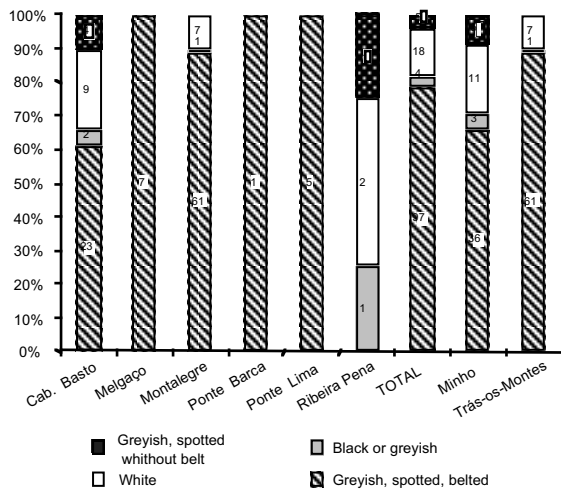 100%
90%
80%
70%
60%
50%
40%
30%
20%
10%
0%
9
2
23
7
7
1
61
1
5
2
1
18
4
97
11
3
36
7
1
61
Cab. Basto
Melgaço
Montalegre
Ponte Barca
Ponte Lima
Ribeira Pena
TOTAL
Minho
Trás-os-Montes
Greyish, spotted
whithout belt
Black or greyish
White
Greyish, spotted, belted